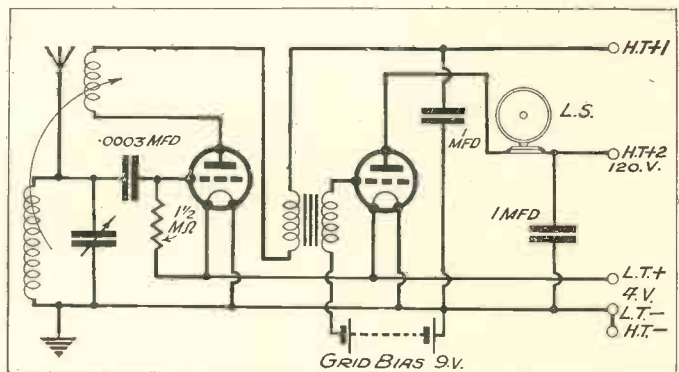 H.T+1
.0003 MFD
1 MFD
L.S.
H.T+2
120.V.
1½ MΩ
1 MFD
L.T.+
4.V.
L.T.-
H.T.-
GRID BIAS 9.V.